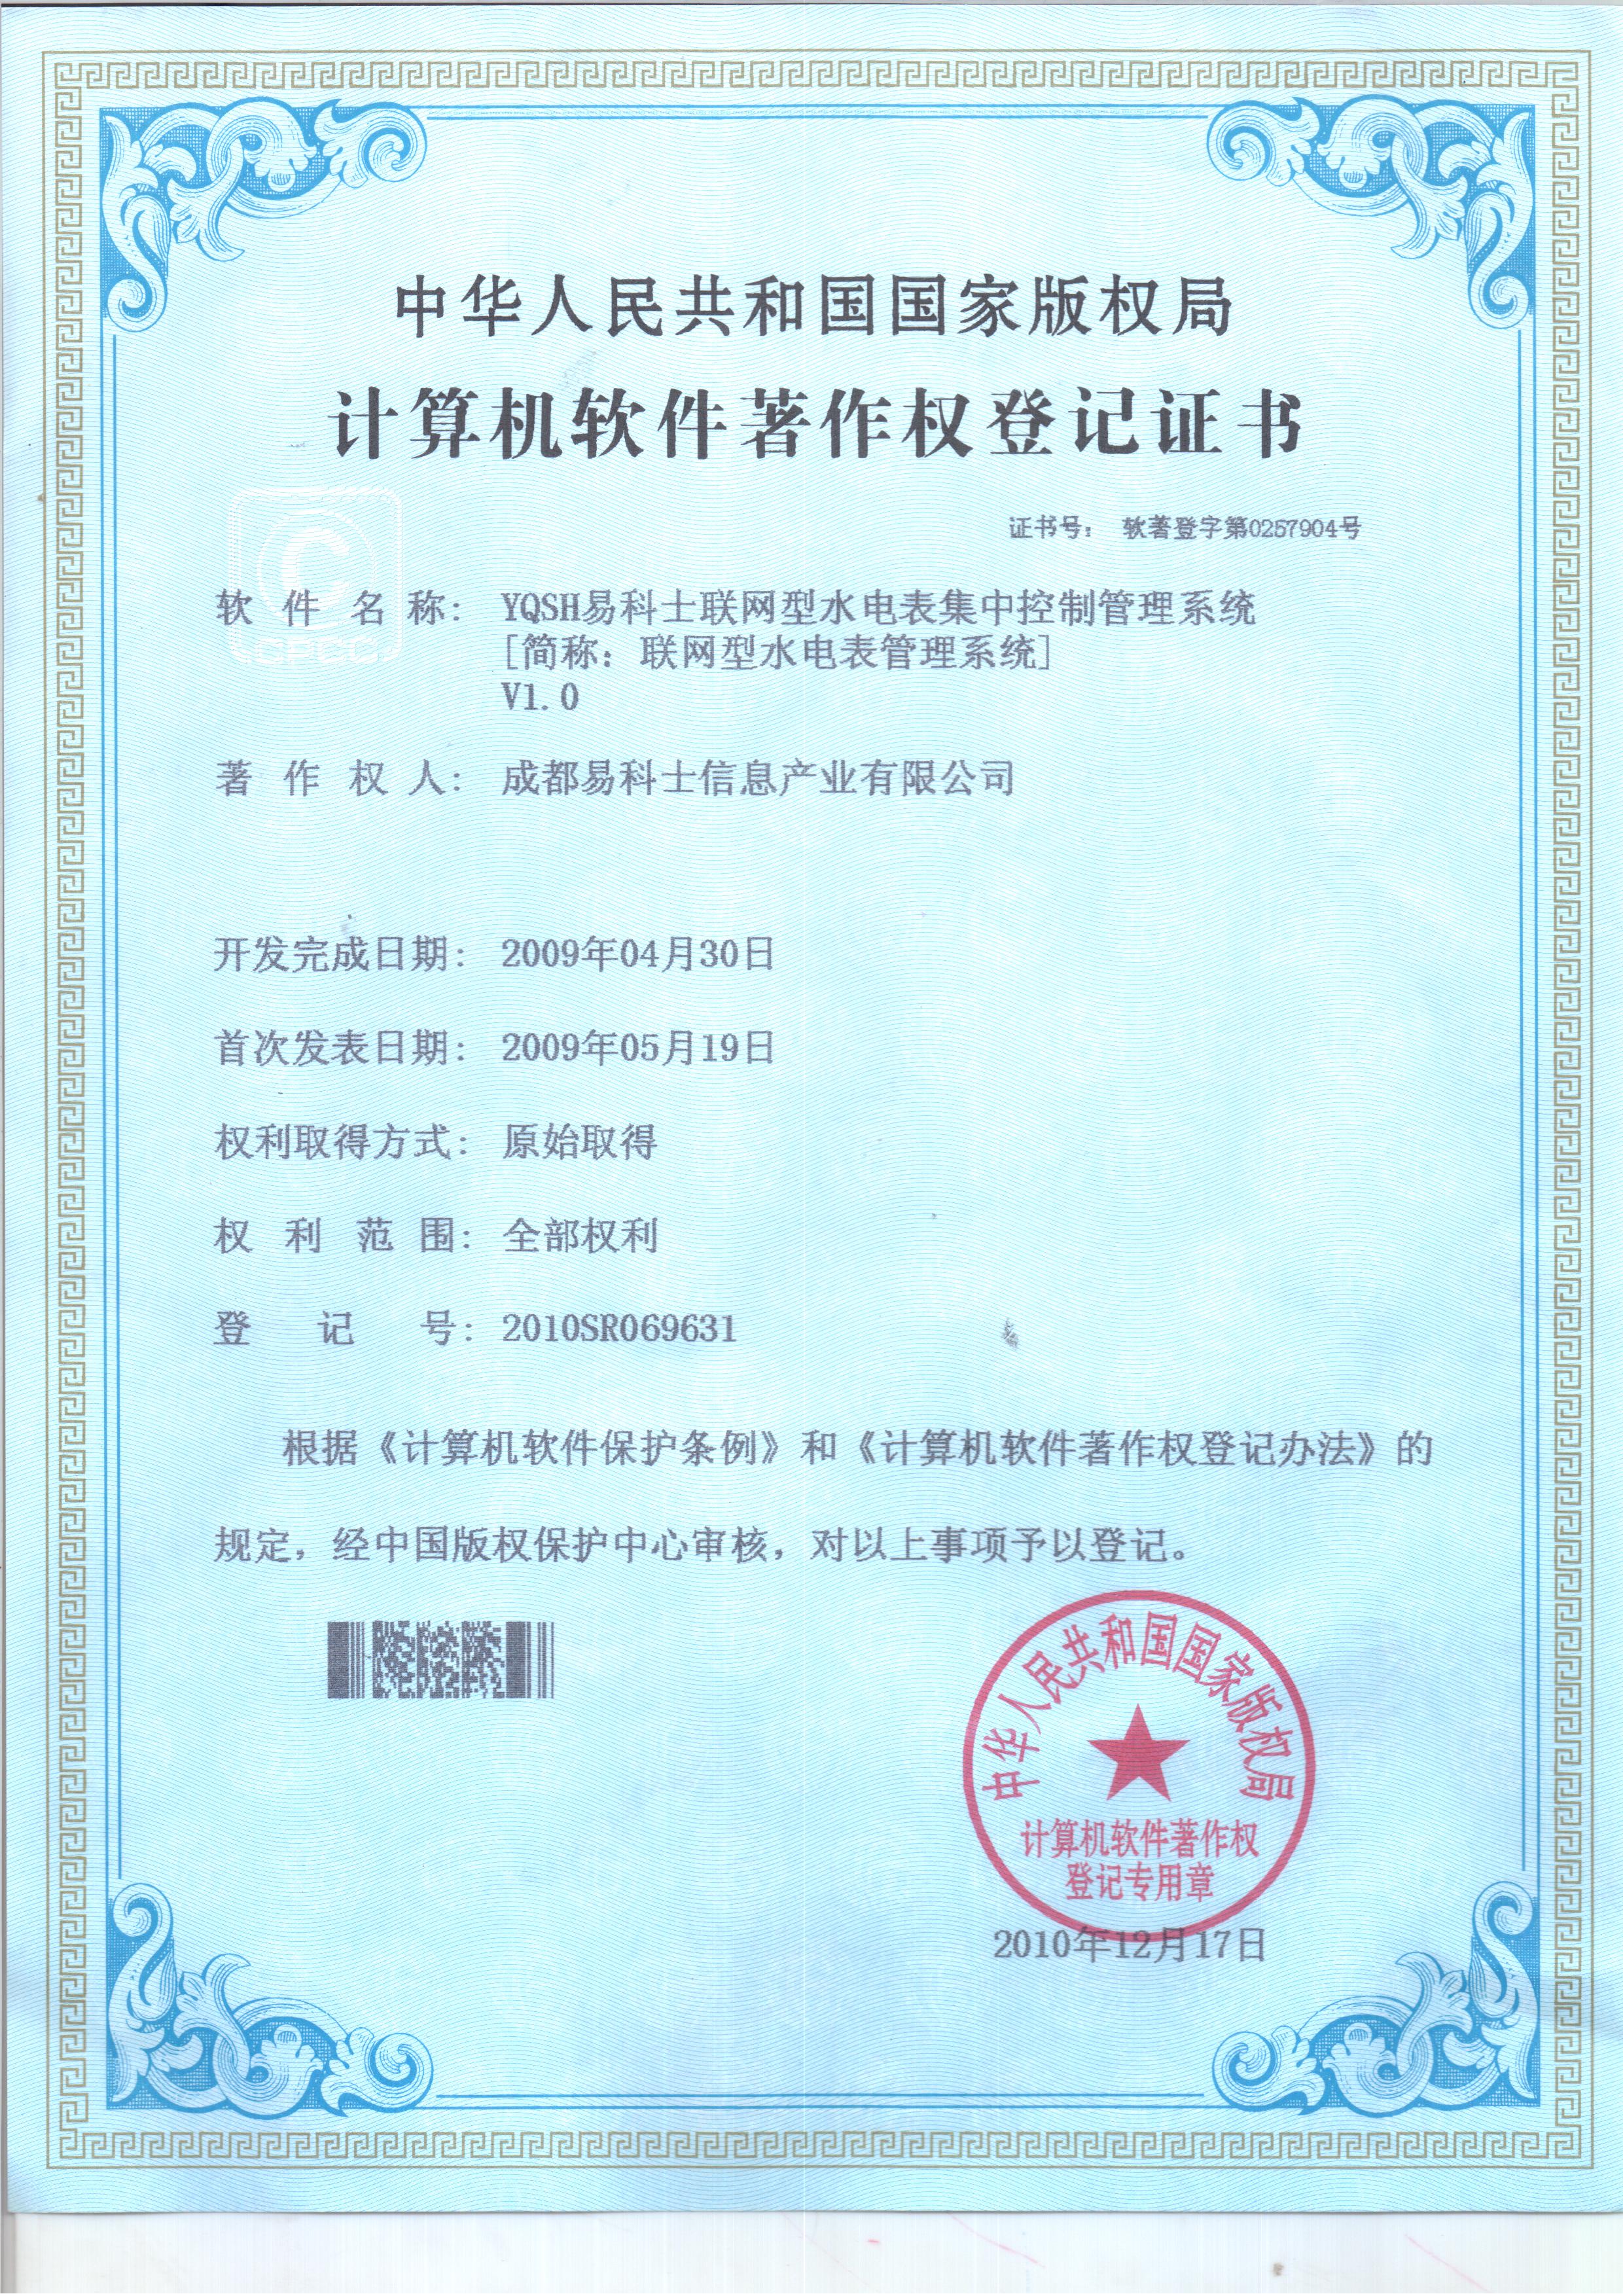 中华人民共和国国家版权局
计算机软件著作权登记证书
证书号： 软著登字第0257904号
CPCC
软件名称： YQSH易科士联网型水电表集中控制管理系统
[简称：联网型水电表管理系统]
V1.0
著作权人： 成都易科士信息产业有限公司
开发完成日期： 2009年04月30日
首次发表日期： 2009年05月19日
权利取得方式： 原始取得
权利范围： 全部权利
登记号： 2010SR069631
根据《计算机软件保护条例》和《计算机软件著作权登记办法》的
规定，经中国版权保护中心审核，对以上事项予以登记。
中华人民共和国国家版权局
计算机软件著作权
登记专用章
2010年12月17日